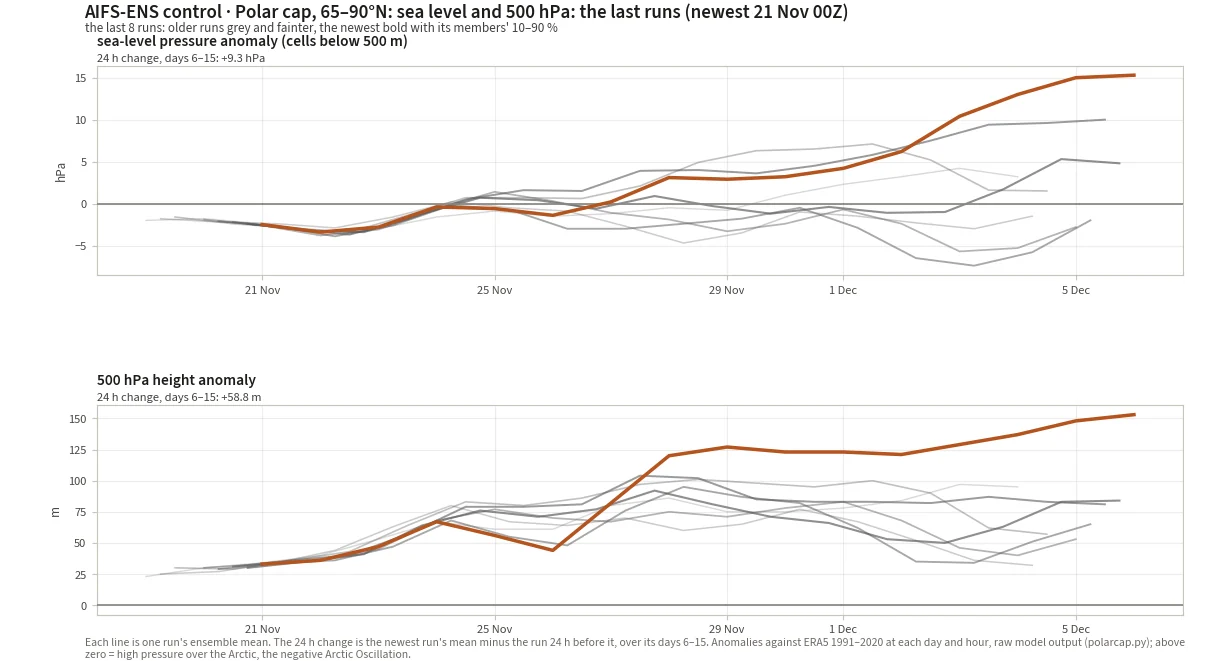 AIFS-ENS control · Polar cap, 65–90°N: sea level and 500 hPa: the last runs (newest 21 Nov 00Z)
the last 8 runs: older runs grey and fainter, the newest bold with its members' 10–90 %
sea-level pressure anomaly (cells below 500 m)
24 h change, days 6–15: +9.3 hPa
15
10
5
0
−5
hPa
21 Nov
25 Nov
29 Nov
1 Dec
5 Dec
500 hPa height anomaly
24 h change, days 6–15: +58.8 m
150
125
100
75
50
25
0
m
21 Nov
25 Nov
29 Nov
1 Dec
5 Dec
Each line is one run's ensemble mean. The 24 h change is the newest run's mean minus the run 24 h before it, over its days 6–15. Anomalies against ERA5 1991–2020 at each day and hour, raw model output (polarcap.py); above
zero = high pressure over the Arctic, the negative Arctic Oscillation.